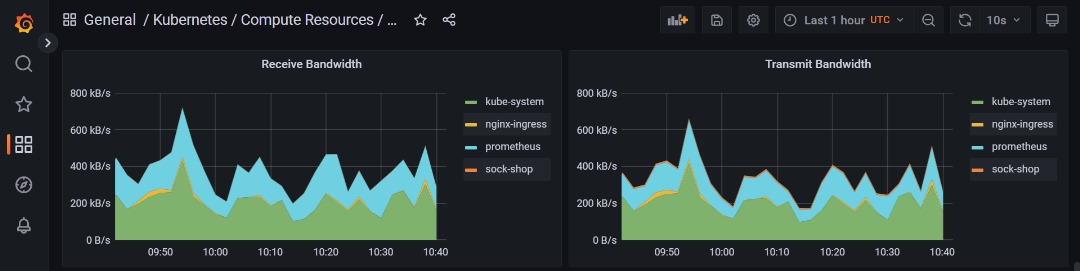 General / Kubernetes / Compute Resources / ...
Last 1 hour UTC
10s
Receive Bandwidth
800 kB/s
600 kB/s
400 kB/s
200 kB/s
0 B/s
09:50 10:00 10:10 10:20 10:30 10:40
kube-system
nginx-ingress
prometheus
sock-shop
Transmit Bandwidth
800 kB/s
600 kB/s
400 kB/s
200 kB/s
0 B/s
09:50 10:00 10:10 10:20 10:30 10:40
kube-system
nginx-ingress
prometheus
sock-shop